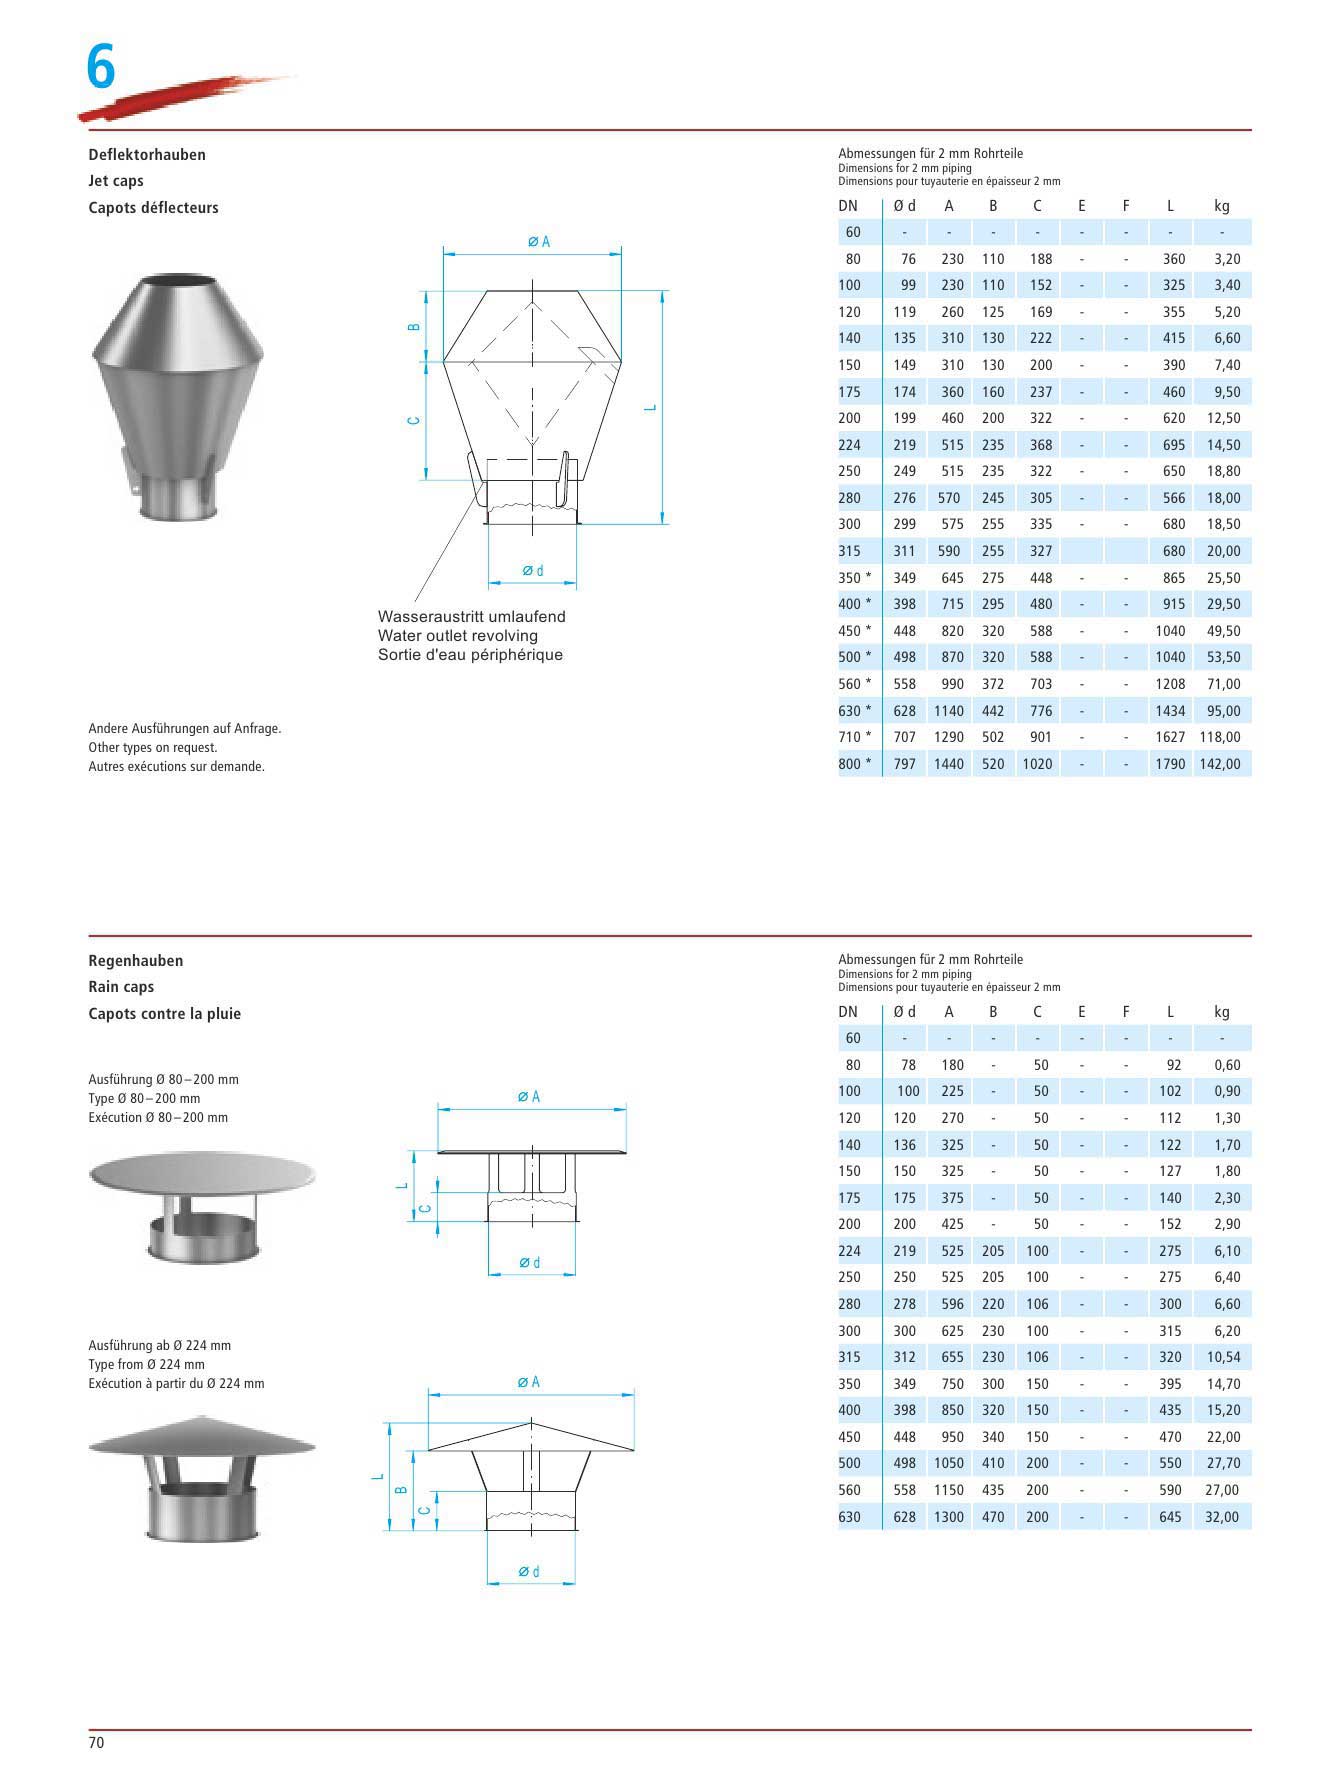 6
Deflektorhauben
Jet caps
Capots déflecteurs
Ø A
B
C
L
Ø d
Wasseraustritt umlaufend
Water outlet revolving
Sortie d'eau périphérique
Andere Ausführungen auf Anfrage.
Other types on request.
Autres exécutions sur demande.
Abmessungen für 2 mm Rohrteile
Dimensions for 2 mm piping
Dimensions pour tuyauterie en épaisseur 2 mm
DN Ø d A B C E F L kg
60 - - - - - - - -
80 76 230 110 188 - - 360 3,20
100 99 230 110 152 - - 325 3,40
120 119 260 125 169 - - 355 5,20
140 135 310 130 222 - - 415 6,60
150 149 310 130 200 - - 390 7,40
175 174 360 160 237 - - 460 9,50
200 199 460 200 322 - - 620 12,50
224 219 515 235 368 - - 695 14,50
250 249 515 235 322 - - 650 18,80
280 276 570 245 305 - - 566 18,00
300 299 575 255 335 - - 680 18,50
315 311 590 255 327 680 20,00
350 * 349 645 275 448 - - 865 25,50
400 * 398 715 295 480 - - 915 29,50
450 * 448 820 320 588 - - 1040 49,50
500 * 498 870 320 588 - - 1040 53,50
560 * 558 990 372 703 - - 1208 71,00
630 * 628 1140 442 776 - - 1434 95,00
710 * 707 1290 502 901 - - 1627 118,00
800 * 797 1440 520 1020 - - 1790 142,00
Regenhauben
Rain caps
Capots contre la pluie
Ausführung Ø 80–200 mm
Type Ø 80–200 mm
Exécution Ø 80–200 mm
Ø A
L
C
Ø d
Ausführung ab Ø 224 mm
Type from Ø 224 mm
Exécution à partir du Ø 224 mm
Ø A
L
B
C
Ø d
Abmessungen für 2 mm Rohrteile
Dimensions for 2 mm piping
Dimensions pour tuyauterie en épaisseur 2 mm
DN Ø d A B C E F L kg
60 - - - - - - - -
80 78 180 - 50 - - 92 0,60
100 100 225 - 50 - - 102 0,90
120 120 270 - 50 - - 112 1,30
140 136 325 - 50 - - 122 1,70
150 150 325 - 50 - - 127 1,80
175 175 375 - 50 - - 140 2,30
200 200 425 - 50 - - 152 2,90
224 219 525 205 100 - - 275 6,10
250 250 525 205 100 - - 275 6,40
280 278 596 220 106 - - 300 6,60
300 300 625 230 100 - - 315 6,20
315 312 655 230 106 - - 320 10,54
350 349 750 300 150 - - 395 14,70
400 398 850 320 150 - - 435 15,20
450 448 950 340 150 - - 470 22,00
500 498 1050 410 200 - - 550 27,70
560 558 1150 435 200 - - 590 27,00
630 628 1300 470 200 - - 645 32,00
70